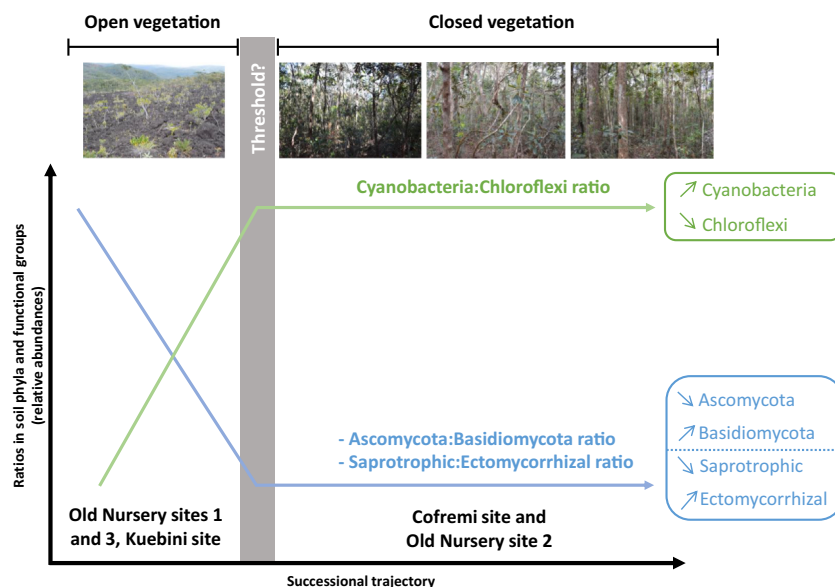 Open vegetation
Closed vegetation
Threshold?
Cyanobacteria:Chloroflexi ratio
↗ Cyanobacteria
↘ Chloroflexi
Ratios in soil phyla and functional groups
(relative abundances)
- Ascomycota:Basidiomycota ratio
- Saprotrophic:Ectomycorrhizal ratio
↘ Ascomycota
↗ Basidiomycota
↘ Saprotrophic
↗ Ectomycorrhizal
Old Nursery sites 1
and 3, Kuebini site
Cofremi site and
Old Nursery site 2
Successional trajectory